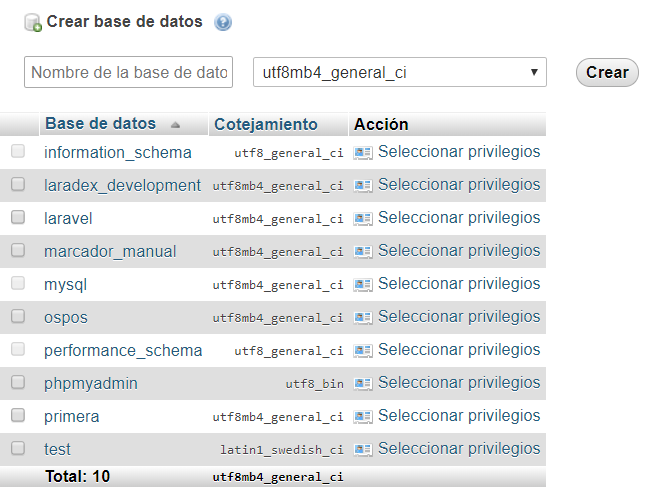 Crear base de datos
Nombre de la base de dato
utf8mb4_general_ci
Crear
Base de datos Cotejamiento Acción
information_schema utf8_general_ci Seleccionar privilegios
laradex_development utf8mb4_general_ci Seleccionar privilegios
laravel utf8mb4_general_ci Seleccionar privilegios
marcador_manual utf8mb4_general_ci Seleccionar privilegios
mysql utf8mb4_general_ci Seleccionar privilegios
ospos utf8mb4_general_ci Seleccionar privilegios
performance_schema utf8_general_ci Seleccionar privilegios
phpmyadmin utf8_bin Seleccionar privilegios
primera utf8mb4_general_ci Seleccionar privilegios
test latin1_swedish_ci Seleccionar privilegios
Total: 10 utf8mb4_general_ci